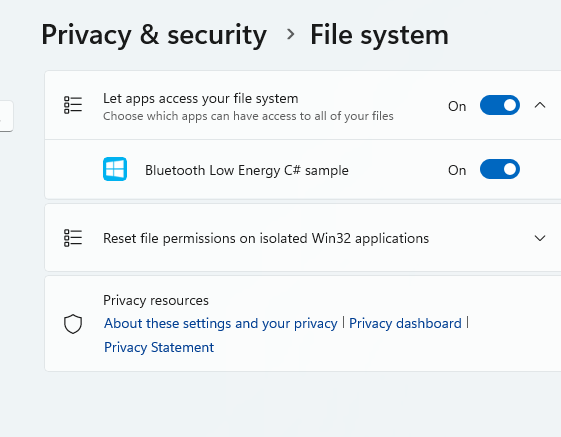 Privacy & security > File system
Let apps access your file system
On
Choose which apps can have access to all of your files
Bluetooth Low Energy C# sample
On
Reset file permissions on isolated Win32 applications
Privacy resources
About these settings and your privacy | Privacy dashboard |
Privacy Statement